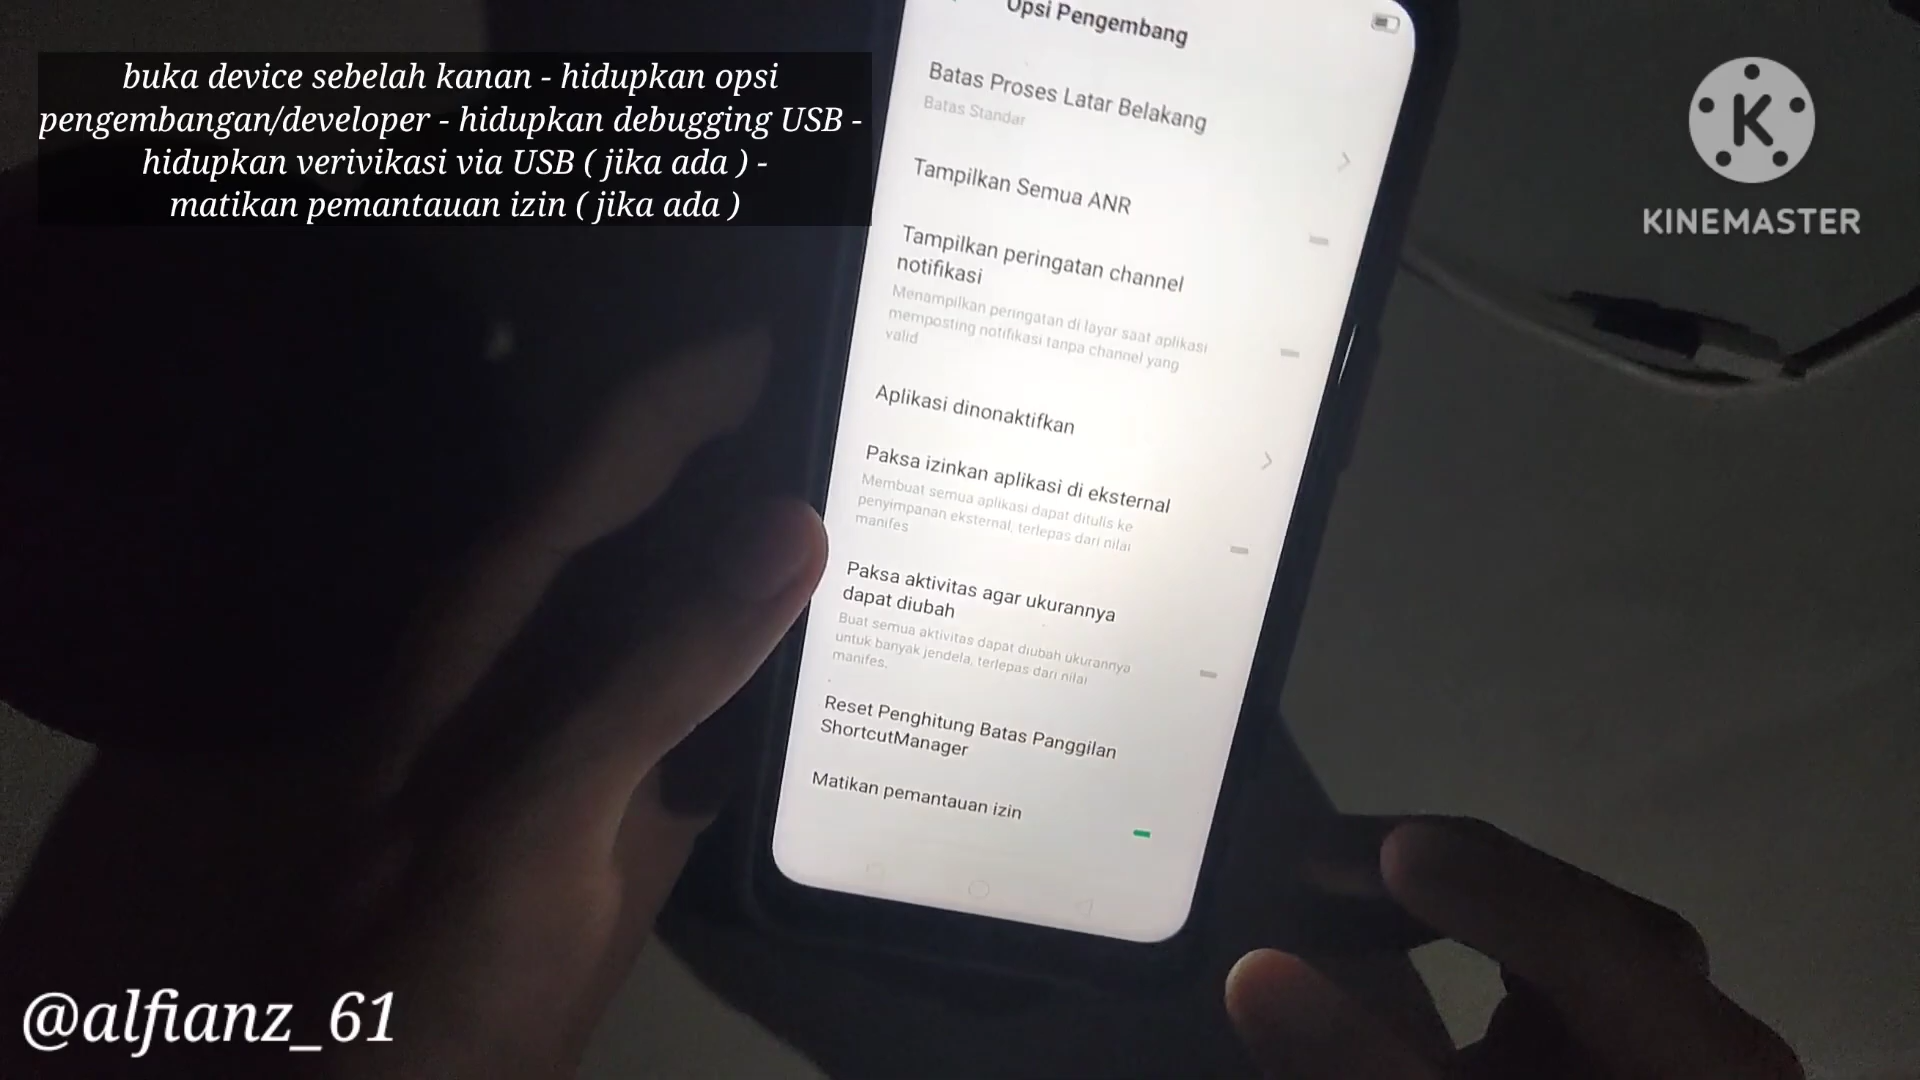 buka device sebelah kanan - hidupkan opsi
pengembangan/developer - hidupkan debugging USB -
hidupkan verivikasi via USB ( jika ada ) -
matikan pemantauan izin ( jika ada )
K
KINEMASTER
Opsi Pengembang
Batas Proses Latar Belakang
Batas Standar
Tampilkan Semua ANR
Tampilkan peringatan channel
notifikasi
Menampilkan peringatan di layar saat aplikasi
memposting notifikasi tanpa channel yang
valid
Aplikasi dinonaktifkan
Paksa izinkan aplikasi di eksternal
Membuat semua aplikasi dapat ditulis ke
penyimpanan eksternal, terlepas dari nilai
manifes
Paksa aktivitas agar ukurannya
dapat diubah
Buat semua aktivitas dapat diubah ukurannya
untuk banyak jendela, terlepas dari nilai
manifes.
Reset Penghitung Batas Panggilan
ShortcutManager
Matikan pemantauan izin
@alfianz_61